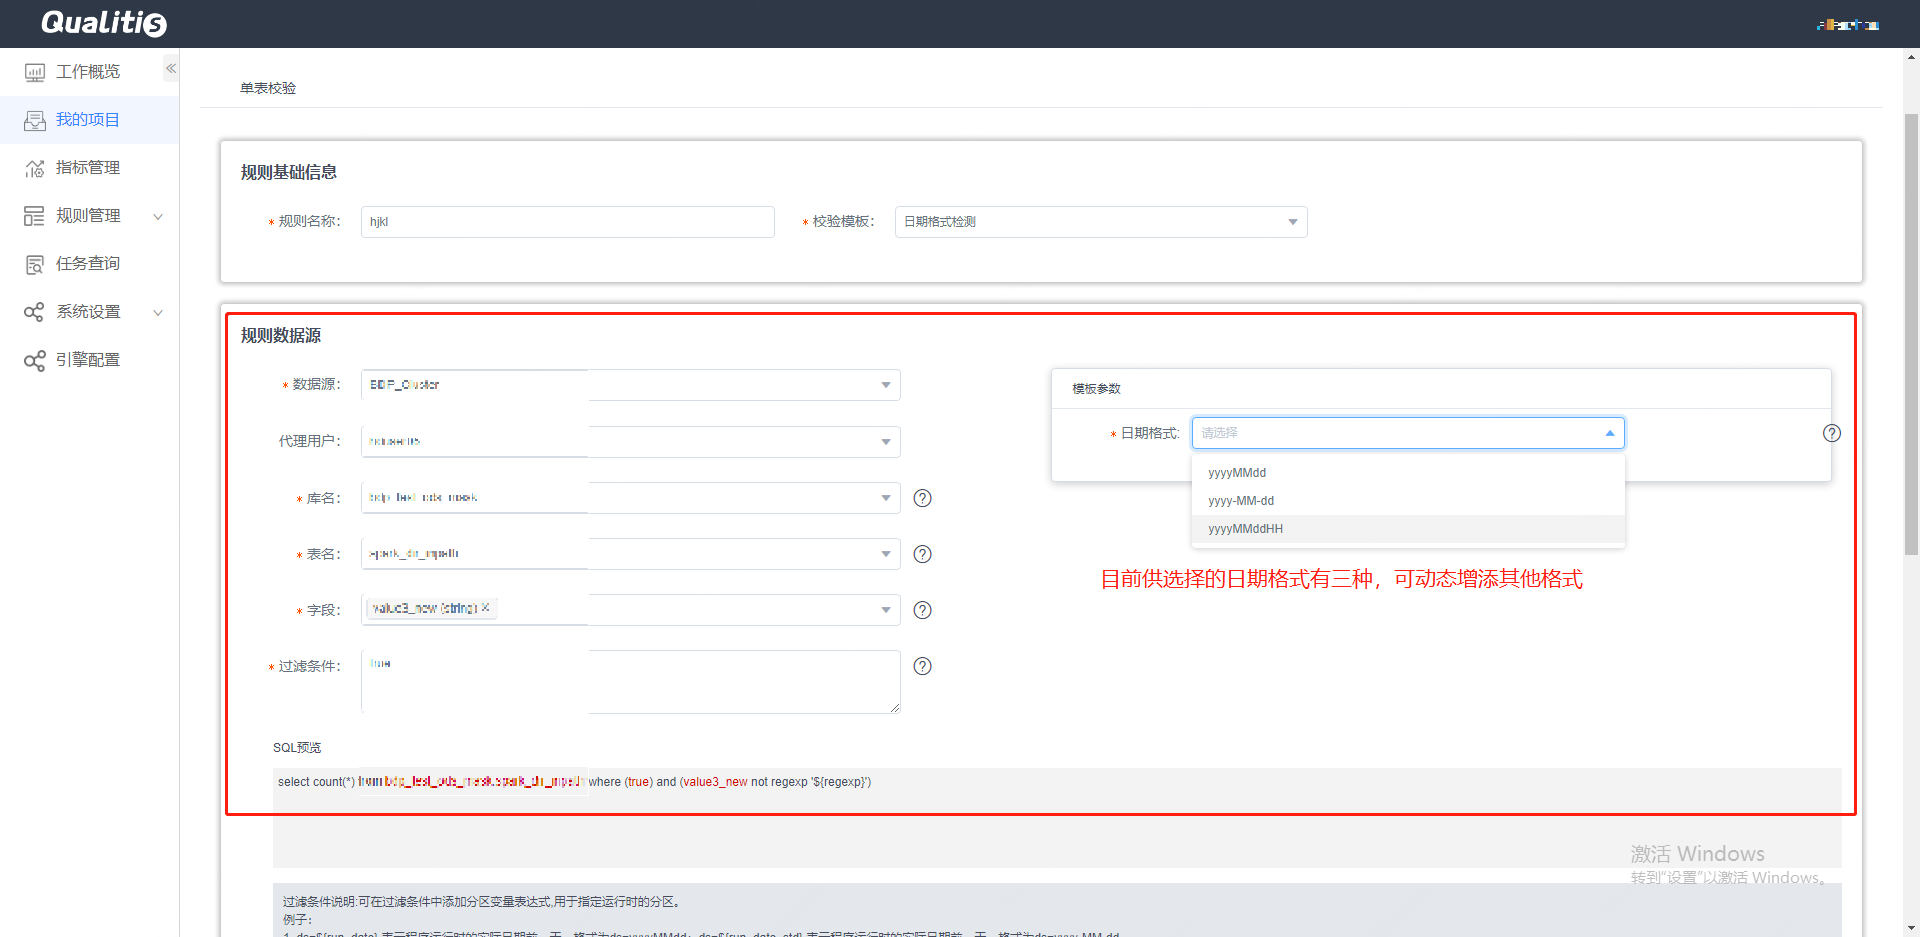 Qualitis
工作概览
我的项目
指标管理
规则管理
任务查询
系统设置
引擎配置
单表校验
规则基础信息
* 规则名称: hjkl
* 校验模板: 日期格式检测
规则数据源
* 数据源: BDP_Cluster
代理用户:
* 库名: bdp_test_ods_mask
* 表名:
* 字段: value3_new (string) ×
* 过滤条件: true
模板参数
* 日期格式: 请选择
yyyyMMdd
yyyy-MM-dd
yyyyMMddHH
目前供选择的日期格式有三种，可动态增添其他格式
SQL预览
select count(*) from where (true) and (value3_new not regexp '${regexp}')
激活 Windows
转到"设置"以激活 Windows。
过滤条件说明:可在过滤条件中添加分区变量表达式,用于指定运行时的分区。
例子：